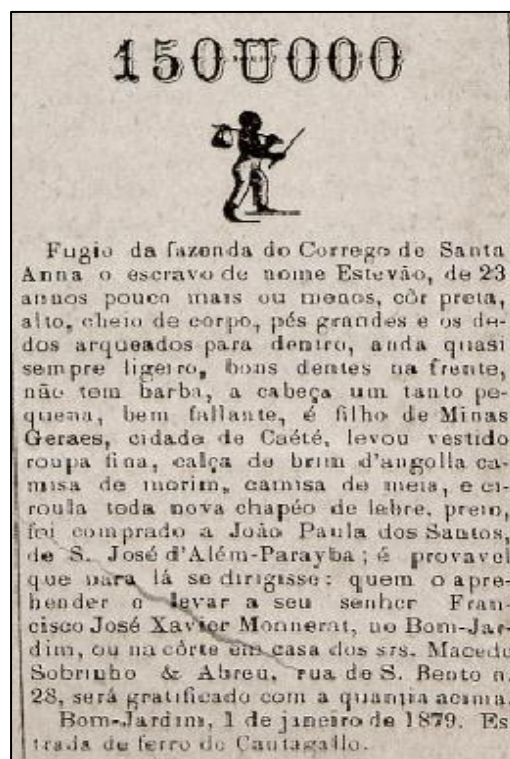 150U000
Fugio da fazenda do Corrego de Santa
Anna o escravo de nome Estevão, de 23
annos pouco mais ou menos, côr preta,
alto, cheio de corpo, pés grandes e os de-
dos arqueados para dentro, anda quasi
sempre ligeiro, bons dentes na frente,
não tem barba, a cabeça um tanto pe-
quena, bem fallante, é filho de Minas
Geraes, cidade de Caété, levou vestido
roupa fina, calça de brim d'angolla ca-
misa de morim, camisa de meia, e ci-
roula toda nova chapéo de lebre, preto,
foi comprado a João Paula dos Santos,
de S. José d'Além-Parayba; é provavel
que para lá se dirigisse: quem o apre-
hender e levar a seu senhor Fran-
cisco José Xavier Monnerat, no Bom-Jar-
dim, ou na côrte em casa dos srs. Macedo
Sobrinho & Abreu, rua de S. Bento n.
28, será gratificado com a quantia acima.
Bom-Jardim, 1 de janeiro de 1879. Es
trada de ferro de Cantagallo.